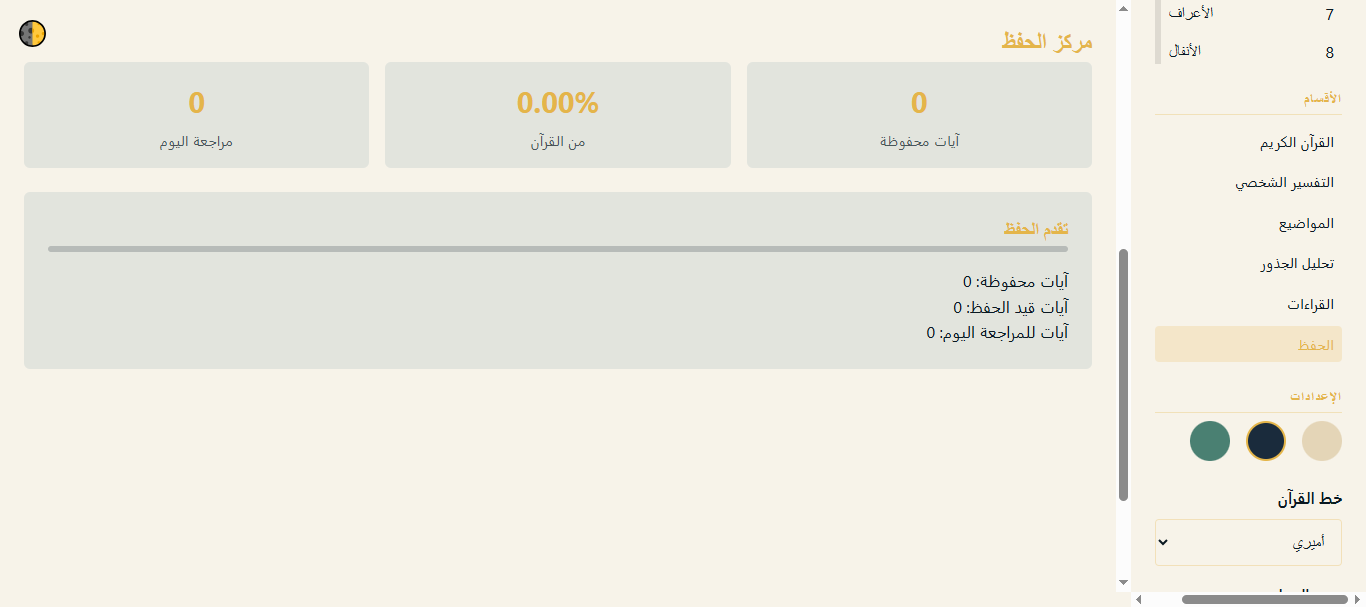 7 الأعراف
8 الأنفال
الأقسام
القرآن الكريم
التفسير الشخصي
المواضيع
تحليل الجذور
القراءات
الحفظ
الإعدادات
خط القرآن
أميري
مركز الحفظ
0
آيات محفوظة
0.00%
من القرآن
0
مراجعة اليوم
تقدم الحفظ
آيات محفوظة: 0
آيات قيد الحفظ: 0
آيات للمراجعة اليوم: 0